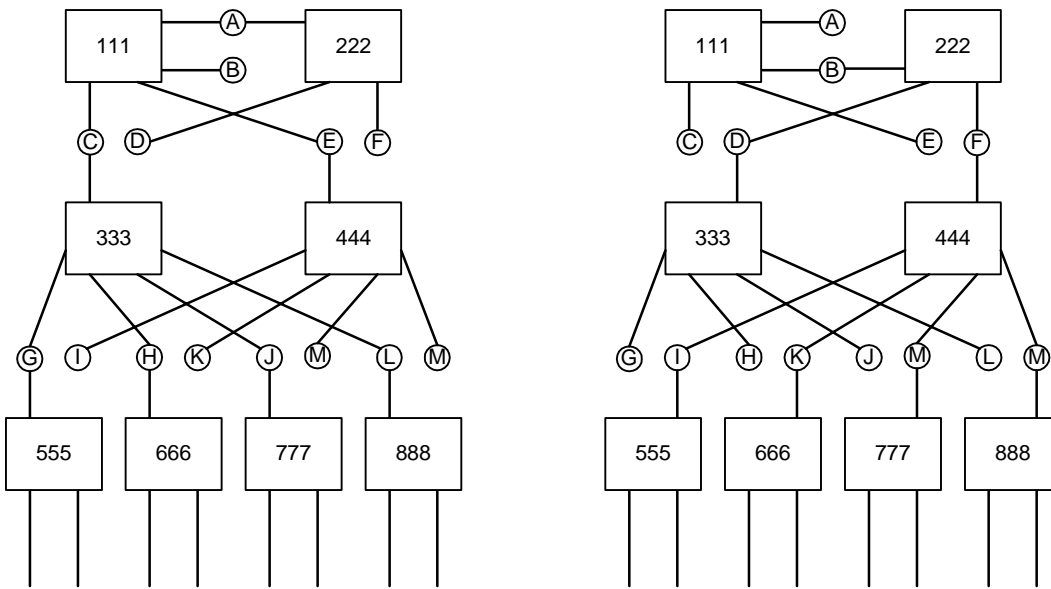 A A
111 222 111 222
B B
C D E F C D E F
333 444 333 444
G I H K J M L M G I H K J M L M
555 666 777 888 555 666 777 888